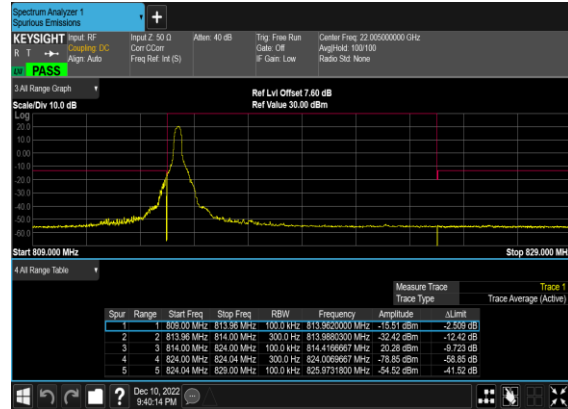 Spectrum Analyzer 1
Spurious Emissions
KEYSIGHT Input: RF Input Z: 50 Ω Atten: 40 dB Trig: Free Run Center Freq: 22.005000000 GHz
R T Coupling: DC Corr CCorr Gate: Off Avg|Hold: 100/100
Align: Auto Freq Ref: Int (S) IF Gain: Low Radio Std: None
PASS
3 All Range Graph
Ref Lvl Offset 7.60 dB
Scale/Div 10.0 dB Ref Value 30.00 dBm
Log
20.0
10.0
0.00
-10.0
-20.0
-30.0
-40.0
-50.0
-60.0
Start 809.000 MHz Stop 829.000 MH
4 All Range Table
Measure Trace Trace 1
Trace Type Trace Average (Active)
Spur Range Start Freq Stop Freq RBW Frequency Amplitude ΔLimit
1 1 809.00 MHz 813.96 MHz 100.0 kHz 813.9620000 MHz -15.51 dBm -2.509 dB
2 2 813.96 MHz 814.00 MHz 300.0 Hz 813.9880300 MHz -32.42 dBm -12.42 dB
3 3 814.00 MHz 824.00 MHz 100.0 kHz 814.4166667 MHz 20.28 dBm -9.723 dB
4 4 824.00 MHz 824.04 MHz 300.0 Hz 824.0069667 MHz -78.85 dBm -58.85 dB
5 5 824.04 MHz 829.00 MHz 100.0 kHz 825.9731800 MHz -54.52 dBm -41.52 dB
Dec 10, 2022
9:40:14 PM